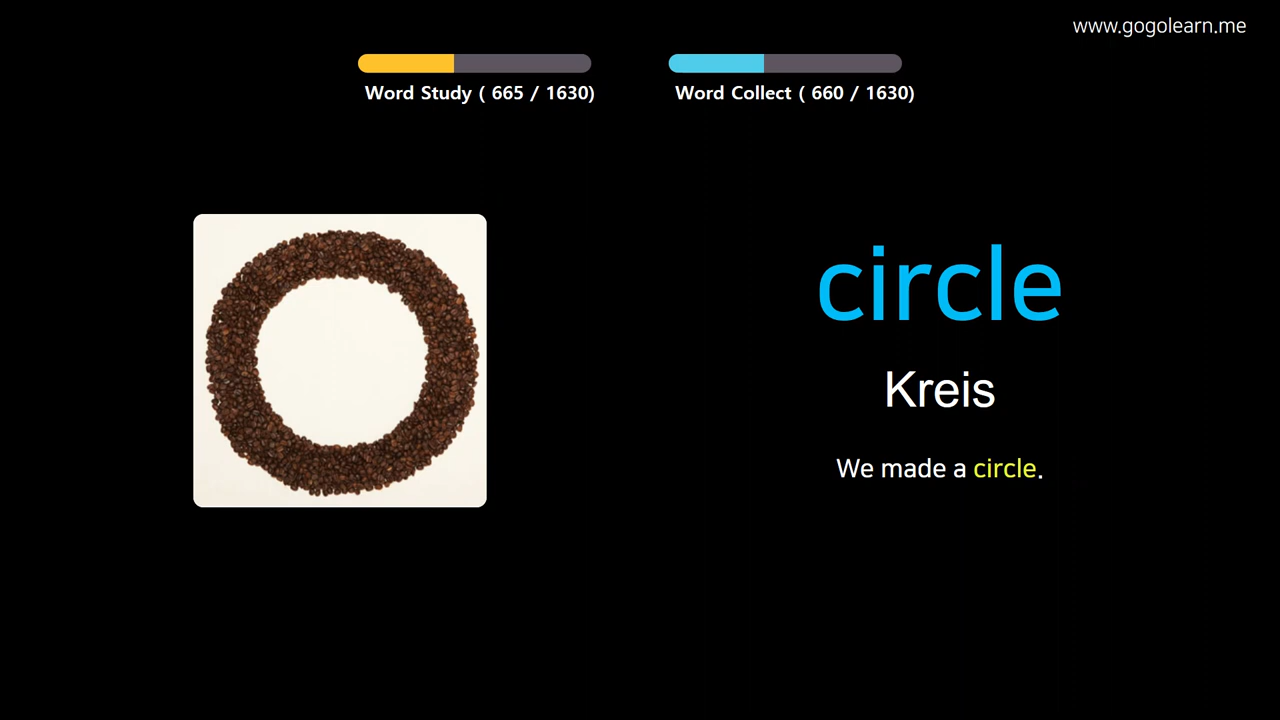 www.gogolearn.me
Word Study ( 665 / 1630)
Word Collect ( 660 / 1630)
circle
Kreis
We made a circle.